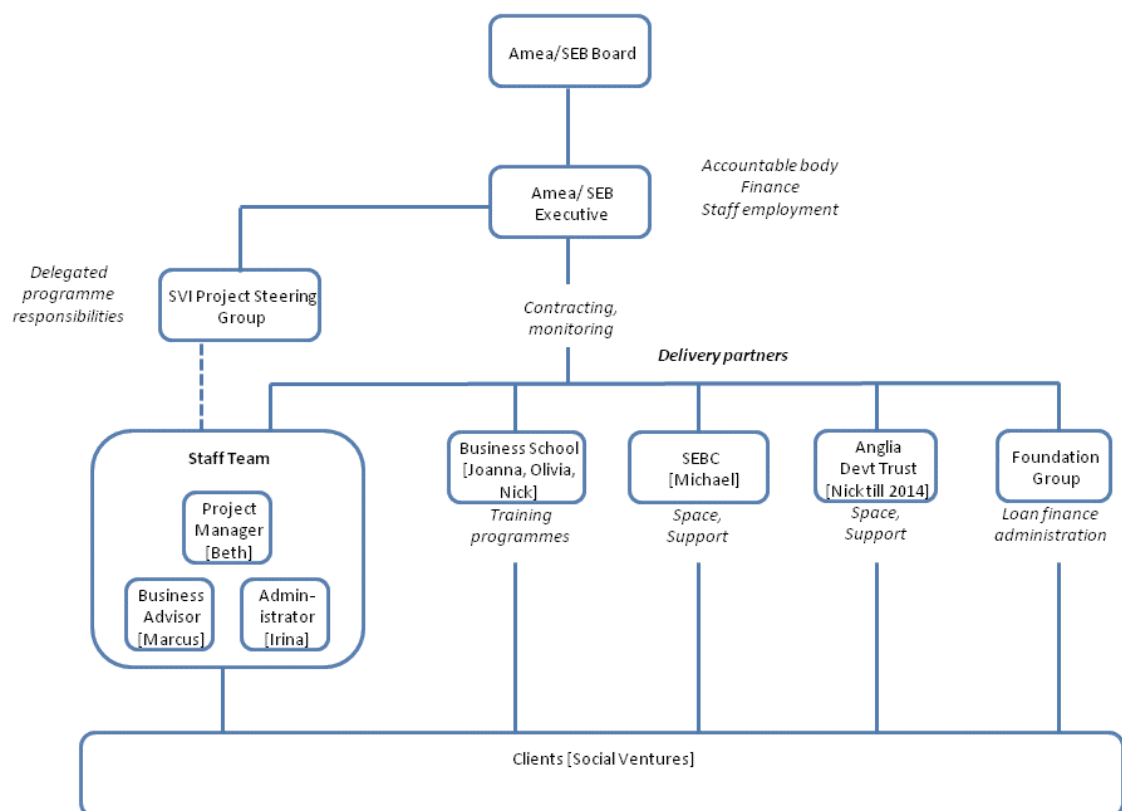 Amea/SEB Board
Amea/ SEB
Executive
Accountable body
Finance
Staff employment
Delegated
programme
responsibilities
SVI Project Steering
Group
Contracting,
monitoring
Delivery partners
Staff Team
Project
Manager
[Beth]
Business
Advisor
[Marcus]
Admin-
istrator
[Irina]
Business School
[Joanna, Olivia,
Nick]
Training
programmes
SEBC
[Michael]
Space,
Support
Anglia
Devt Trust
[Nick till 2014]
Space,
Support
Foundation
Group
Loan finance
administration
Clients [Social Ventures]